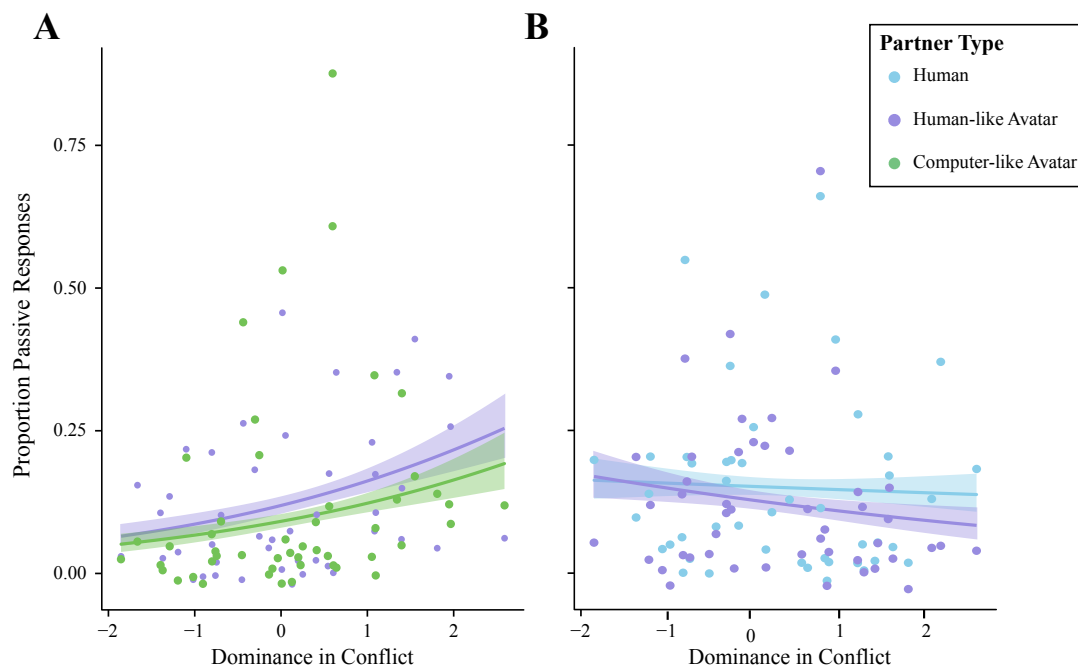 A
B
Partner Type
Human
Human-like Avatar
Computer-like Avatar
Proportion Passive Responses
0.75
0.50
0.25
0.00
−2 −1 0 1 2
Dominance in Conflict
−2 −1 0 1 2
Dominance in Conflict